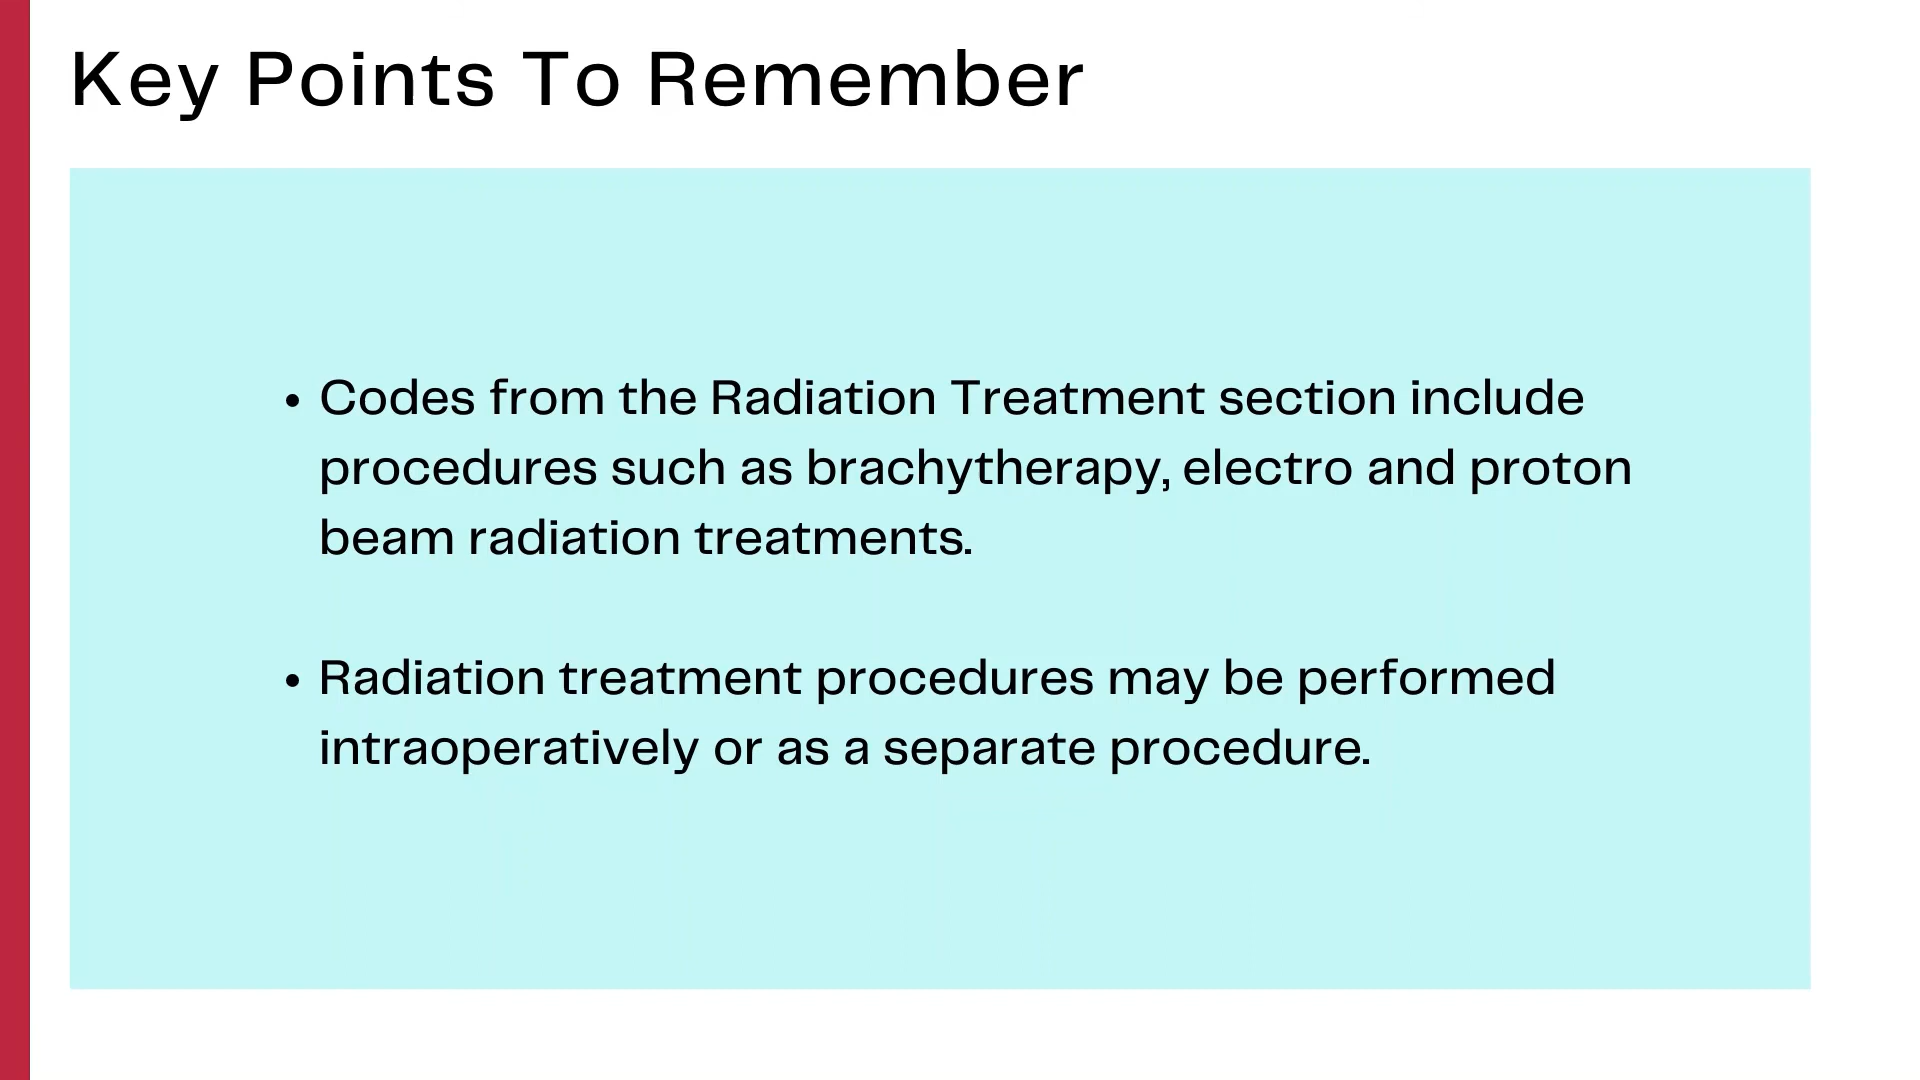 Key Points To Remember
• Codes from the Radiation Treatment section include
procedures such as brachytherapy, electro and proton
beam radiation treatments.
• Radiation treatment procedures may be performed
intraoperatively or as a separate procedure.